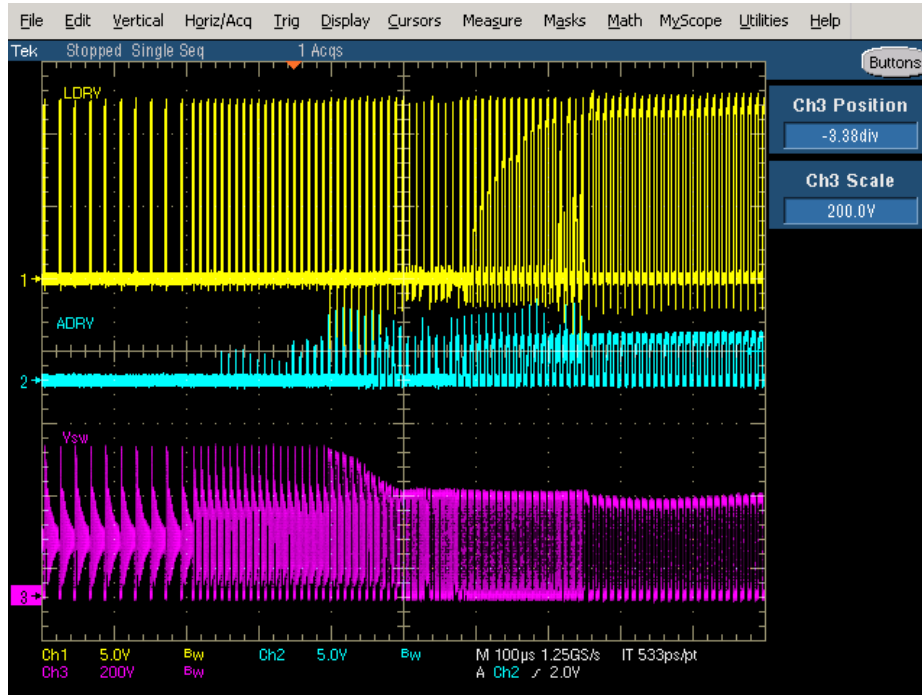 File Edit Vertical Horiz/Acq Trig Display Cursors Measure Masks Math MyScope Utilities Help
Tek Stopped Single Seq 1 Acqs
Buttons
LDRV
Ch3 Position
-3.38div
Ch3 Scale
200.0V
1
ADRV
2
Vsw
3
Ch1 5.0V Bw Ch2 5.0V Bw M 100µs 1.25GS/s IT 533ps/pt
Ch3 200V Bw A Ch2 ∕ 2.0V